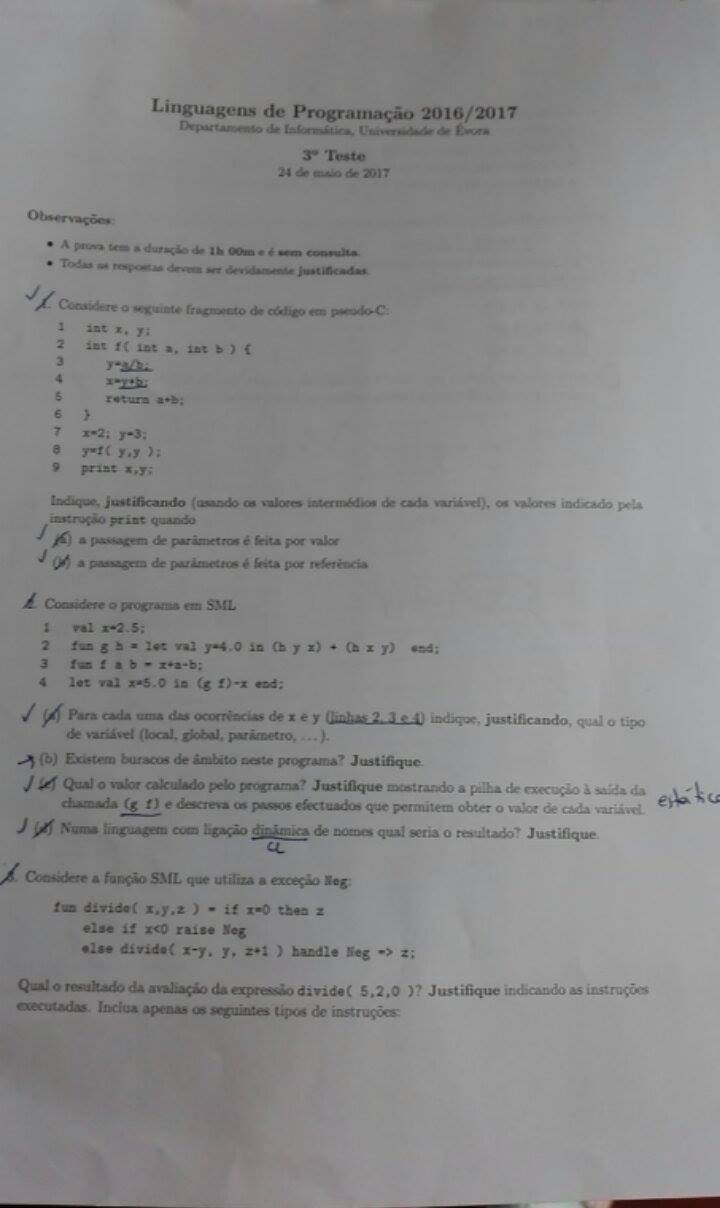 Linguagens de Programação 2016/2017
Departamento de Informática, Universidade de Évora
3º Teste
24 de maio de 2017
Observações:
• A prova tem a duração de 1h 00m e é sem consulta.
• Todas as respostas devem ser devidamente justificadas.
1. Considere o seguinte fragmento de código em pseudo-C:
1 int x, y;
2 int f( int a, int b ) {
3 y=a/b;
4 x=y+b;
5 return a+b;
6 }
7 x=2; y=3;
8 y=f( y,y );
9 print x,y;
Indique, justificando (usando os valores intermédios de cada variável), os valores indicado pela
instrução print quando
(a) a passagem de parâmetros é feita por valor
(b) a passagem de parâmetros é feita por referência
2. Considere o programa em SML
1 val x=2.5;
2 fun g h = let val y=4.0 in (h y x) + (h x y) end;
3 fun f a b = x+a-b;
4 let val x=5.0 in (g f)-x end;
(a) Para cada uma das ocorrências de x e y (linhas 2, 3 e 4) indique, justificando, qual o tipo
de variável (local, global, parâmetro, ...).
(b) Existem buracos de âmbito neste programa? Justifique.
(c) Qual o valor calculado pelo programa? Justifique mostrando a pilha de execução à saída da
chamada (g f) e descreva os passos efectuados que permitem obter o valor de cada variável. estática
(d) Numa linguagem com ligação dinâmica de nomes qual seria o resultado? Justifique.
3. Considere a função SML que utiliza a exceção Neg:
fun divide( x,y,z ) = if x=0 then z
else if x<0 raise Neg
else divide( x-y, y, z+1 ) handle Neg => z;
Qual o resultado da avaliação da expressão divide( 5,2,0 )? Justifique indicando as instruções
executadas. Inclua apenas os seguintes tipos de instruções: